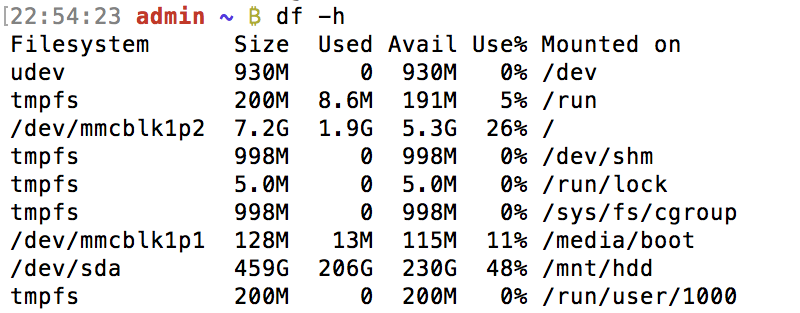 [22:54:23 admin ~ ₿ df -h
Filesystem      Size  Used Avail Use% Mounted on
udev            930M     0  930M   0% /dev
tmpfs           200M  8.6M  191M   5% /run
/dev/mmcblk1p2  7.2G  1.9G  5.3G  26% /
tmpfs           998M     0  998M   0% /dev/shm
tmpfs           5.0M     0  5.0M   0% /run/lock
tmpfs           998M     0  998M   0% /sys/fs/cgroup
/dev/mmcblk1p1  128M   13M  115M  11% /media/boot
/dev/sda        459G  206G  230G  48% /mnt/hdd
tmpfs           200M     0  200M   0% /run/user/1000